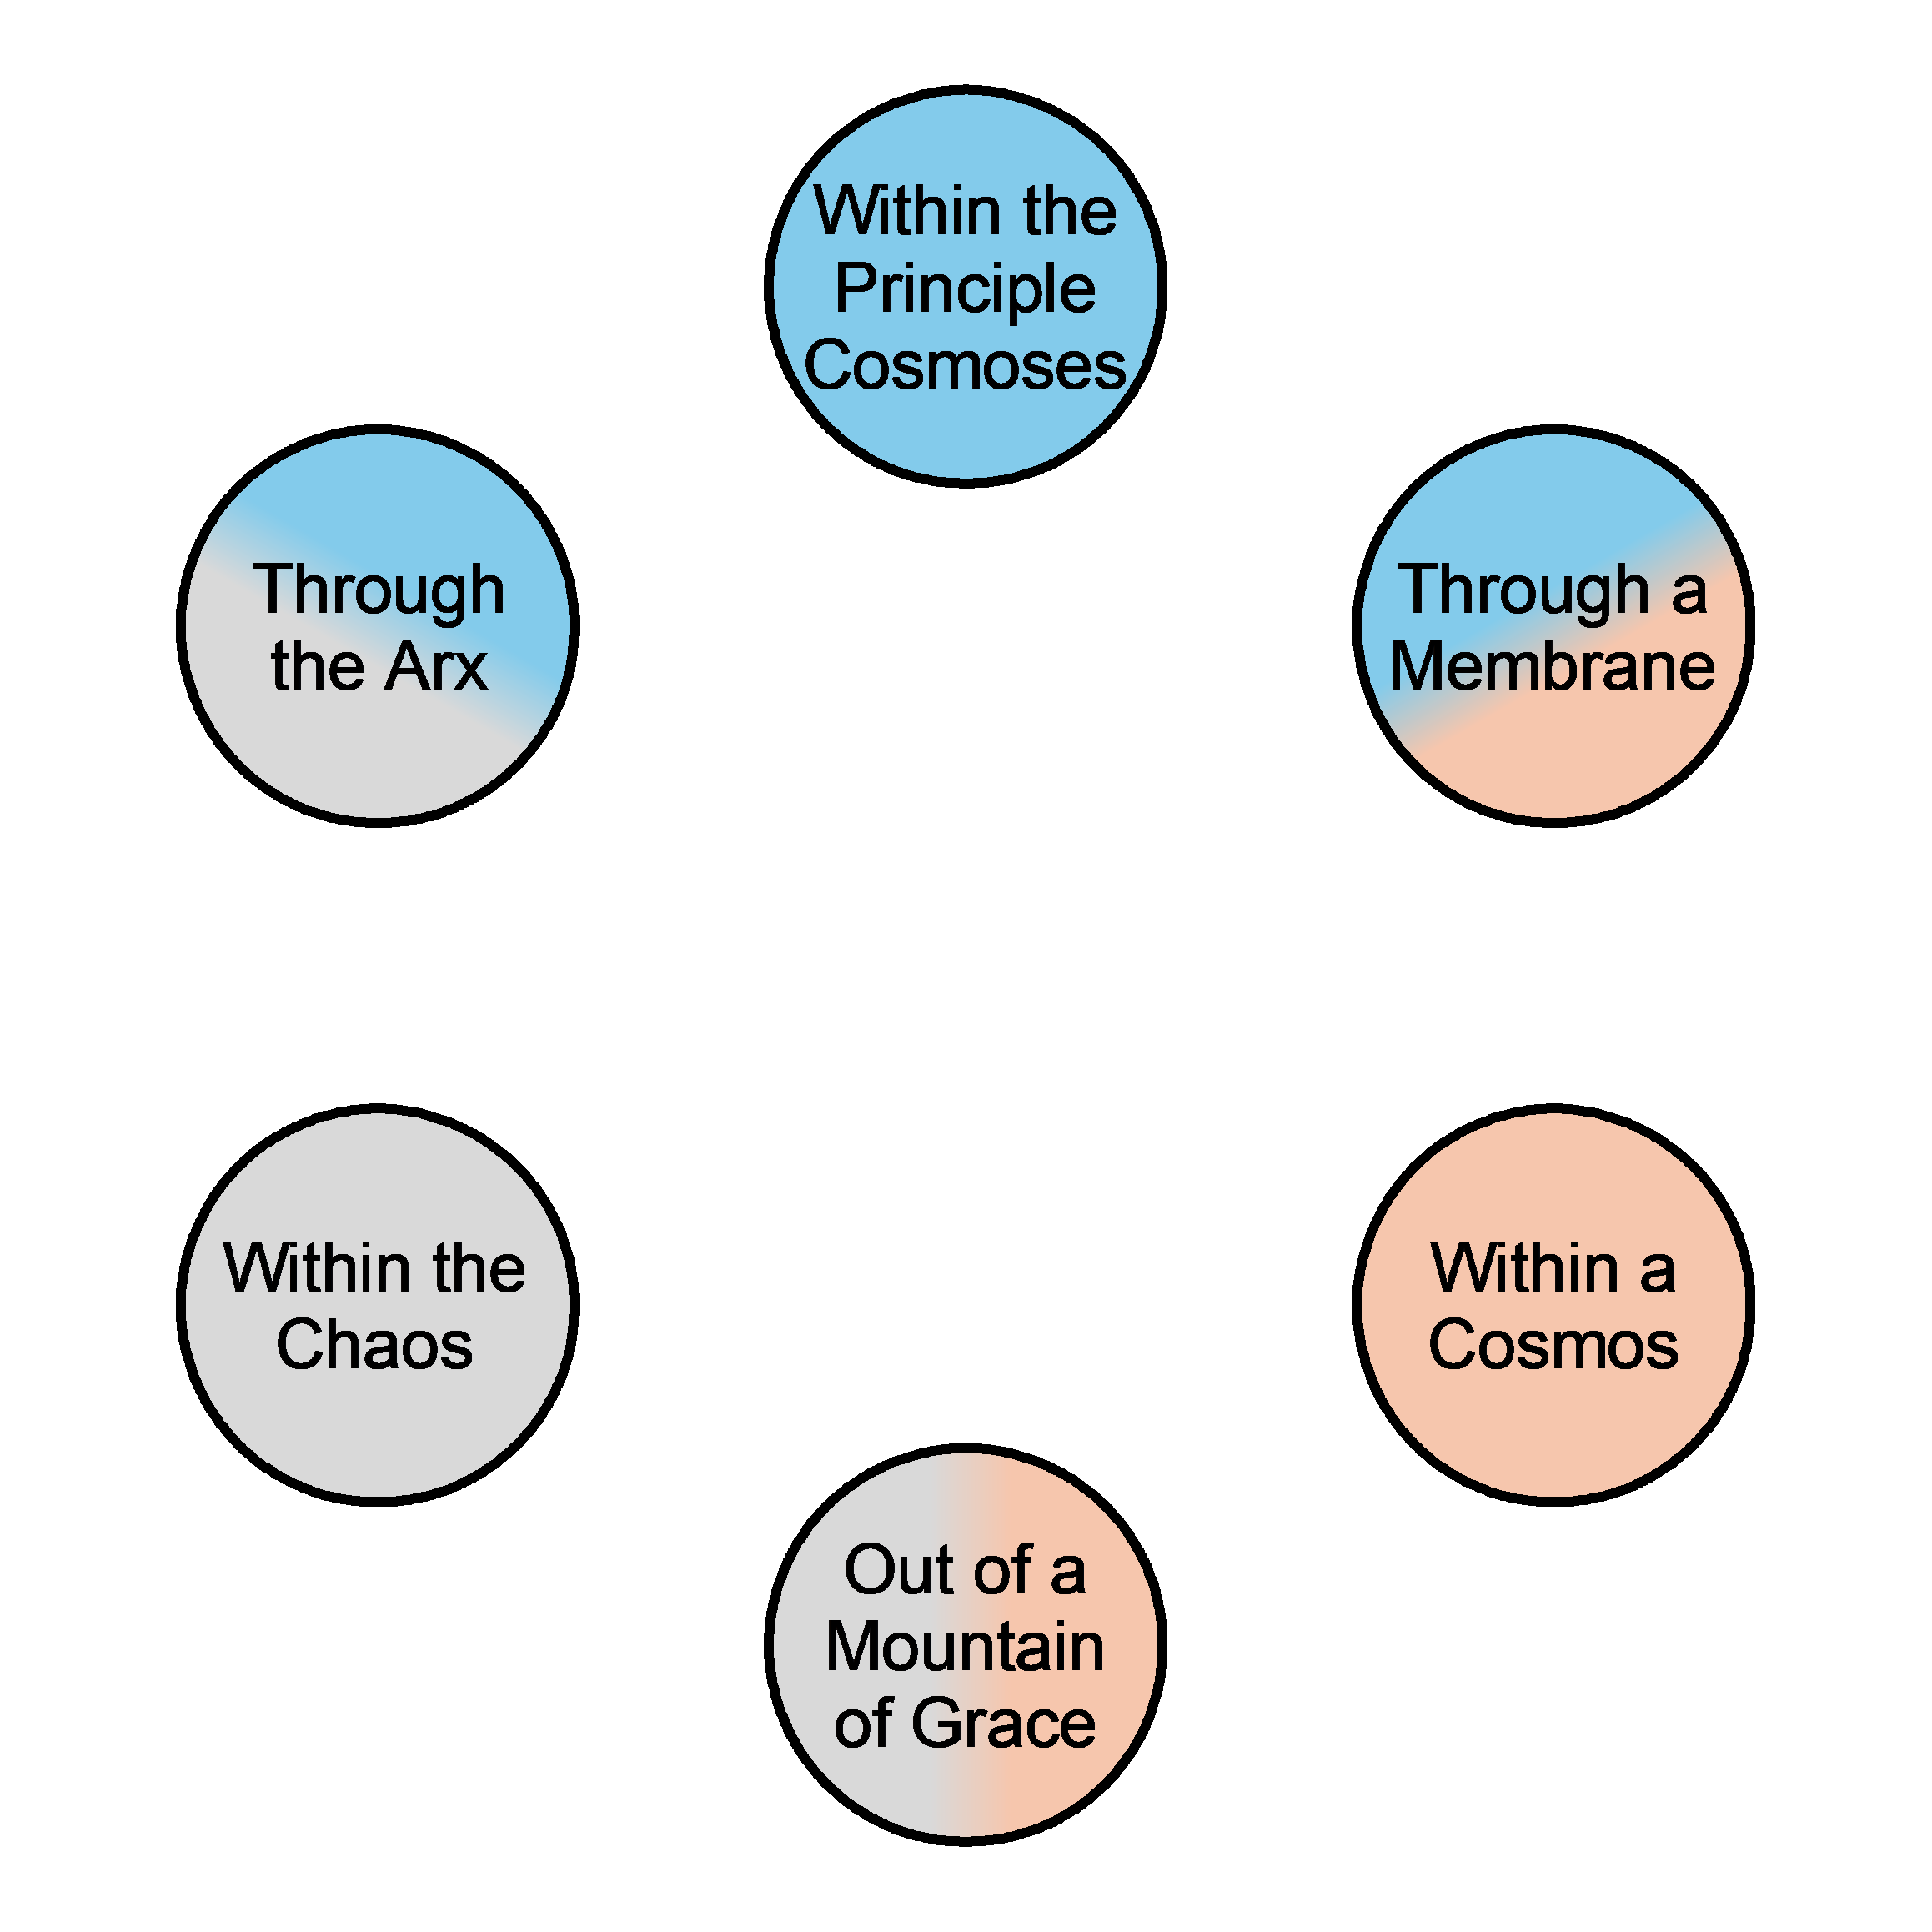 Within the
Principle
Cosmoses
Through
the Arx
Through a
Membrane
Within the
Chaos
Within a
Cosmos
Out of a
Mountain
of Grace